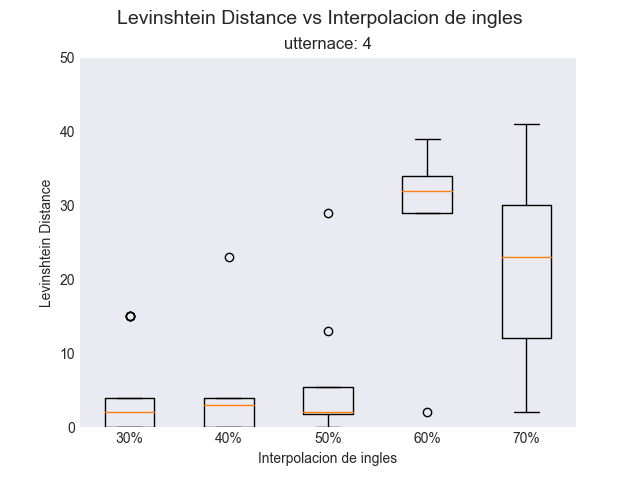 Levinshtein Distance vs Interpolacion de ingles
utternace: 4
50
40
30
20
10
0
Levinshtein Distance
30% 40% 50% 60% 70%
Interpolacion de ingles